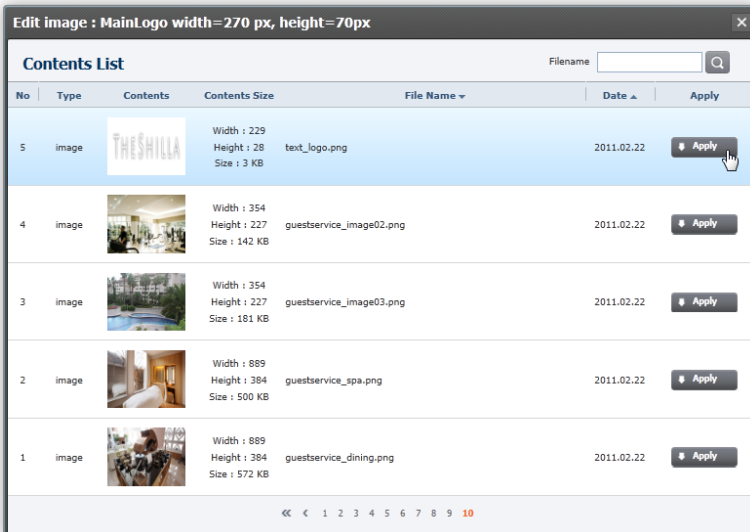 Edit image : MainLogo width=270 px, height=70px
Contents List
Filename
No Type Contents Contents Size File Name Date Apply
5 image THESHILLA Width : 229
Height : 28
Size : 3 KB text_logo.png 2011.02.22 Apply
4 image Width : 354
Height : 227
Size : 142 KB guestservice_image02.png 2011.02.22 Apply
3 image Width : 354
Height : 227
Size : 181 KB guestservice_image03.png 2011.02.22 Apply
2 image Width : 889
Height : 384
Size : 500 KB guestservice_spa.png 2011.02.22 Apply
1 image Width : 889
Height : 384
Size : 572 KB guestservice_dining.png 2011.02.22 Apply
1 2 3 4 5 6 7 8 9 10